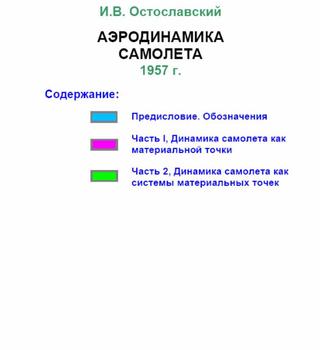 И.В. Остославский
АЭРОДИНАМИКА
САМОЛЕТА
1957 г.
Содержание:
Предисловие. Обозначения
Часть I, Динамика самолета как
материальной точки
Часть 2, Динамика самолета как
системы материальных точек